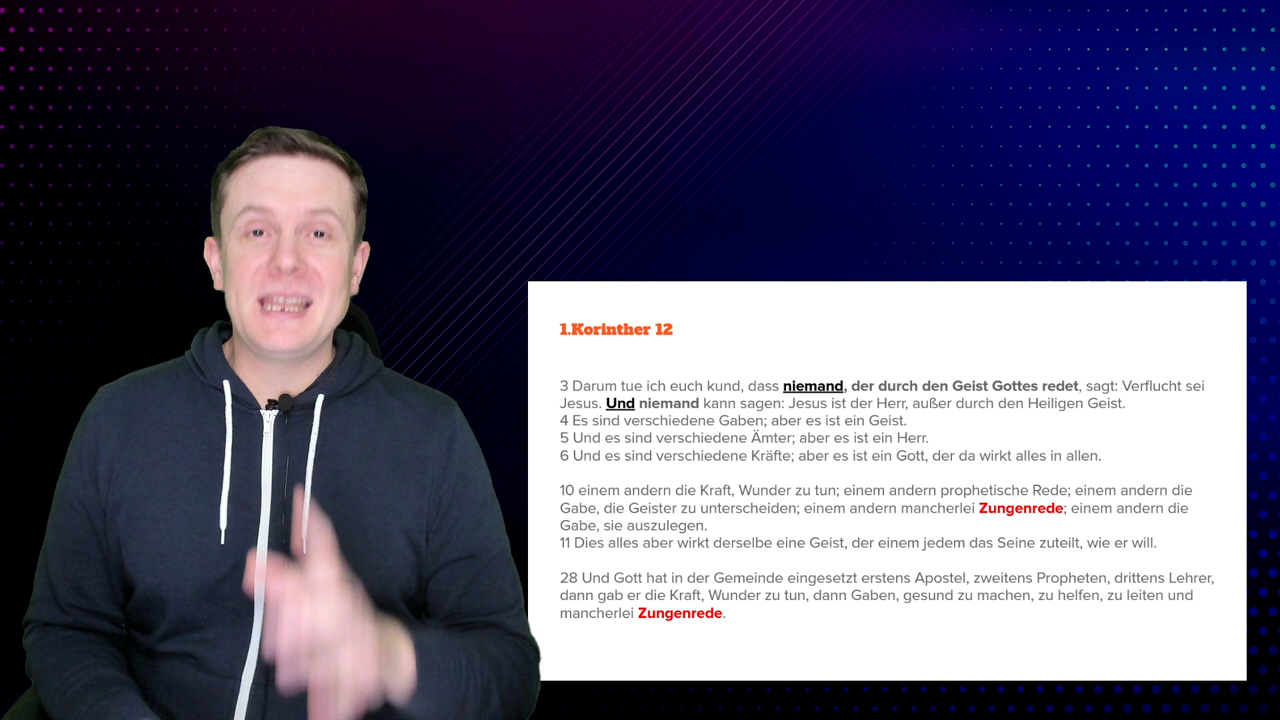 1.Korinther 12
3 Darum tue ich euch kund, dass niemand, der durch den Geist Gottes redet, sagt: Verflucht sei
Jesus. Und niemand kann sagen: Jesus ist der Herr, außer durch den Heiligen Geist.
4 Es sind verschiedene Gaben; aber es ist ein Geist.
5 Und es sind verschiedene Ämter; aber es ist ein Herr.
6 Und es sind verschiedene Kräfte; aber es ist ein Gott, der da wirkt alles in allen.
10 einem andern die Kraft, Wunder zu tun; einem andern prophetische Rede; einem andern die
Gabe, die Geister zu unterscheiden; einem andern mancherlei Zungenrede; einem andern die
Gabe, sie auszulegen.
11 Dies alles aber wirkt derselbe eine Geist, der einem jedem das Seine zuteilt, wie er will.
28 Und Gott hat in der Gemeinde eingesetzt erstens Apostel, zweitens Propheten, drittens Lehrer,
dann gab er die Kraft, Wunder zu tun, dann Gaben, gesund zu machen, zu helfen, zu leiten und
mancherlei Zungenrede.